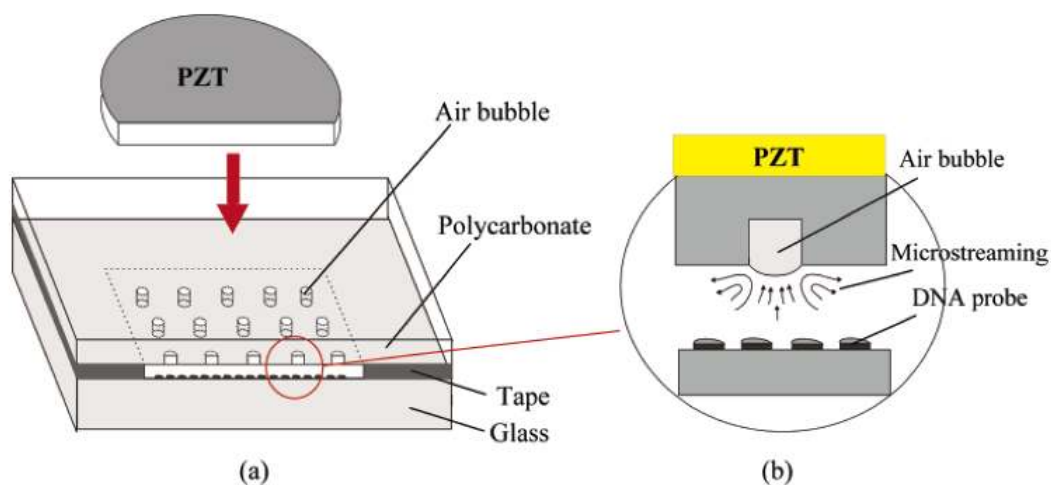 PZT
Air bubble
Polycarbonate
Tape
Glass
(a)
PZT
Air bubble
Microstreaming
DNA probe
(b)